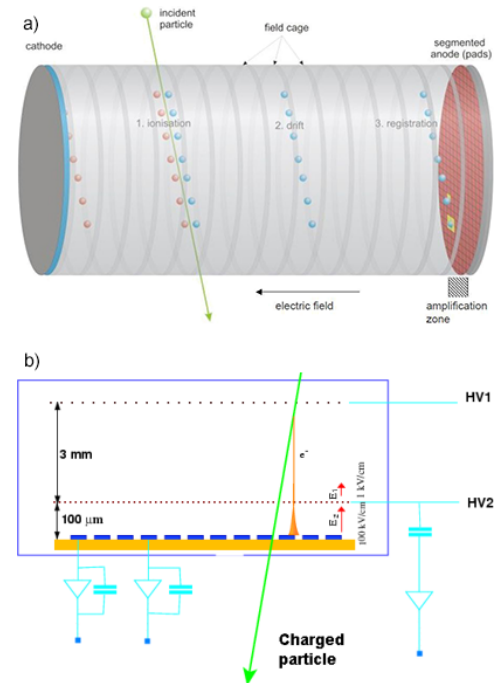 a)
incident
particle
field cage
cathode
segmented
anode (pads)
1. ionisation
2. drift
3. registration
electric field
amplification
zone
b)
HV1
3 mm
e-
E1
1 kV/cm
HV2
100 µm
E2
100 kV/cm
Charged
particle